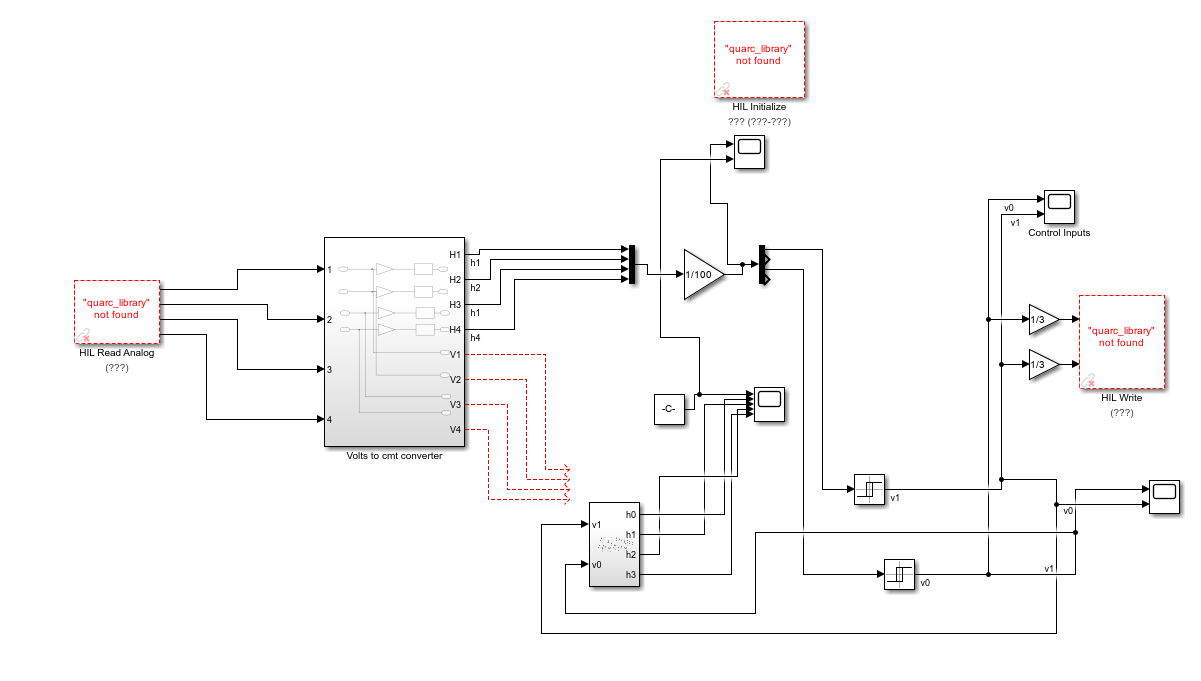 "quarc_library"
not found
HIL Initialize
??? (???-???)
v0
v1
Control Inputs
H1
h1
1
H2
h2
1/100
"quarc_library"
not found
2
H3
h1
1/3
"quarc_library"
not found
H4
h4
HIL Read Analog
(???)
V1
1/3
3
V2
HIL Write
(???)
V3
-C-
4
V4
Volts to cmt converter
v1
v0
h0
v1
h1
h2
v0
h3
v1
v0